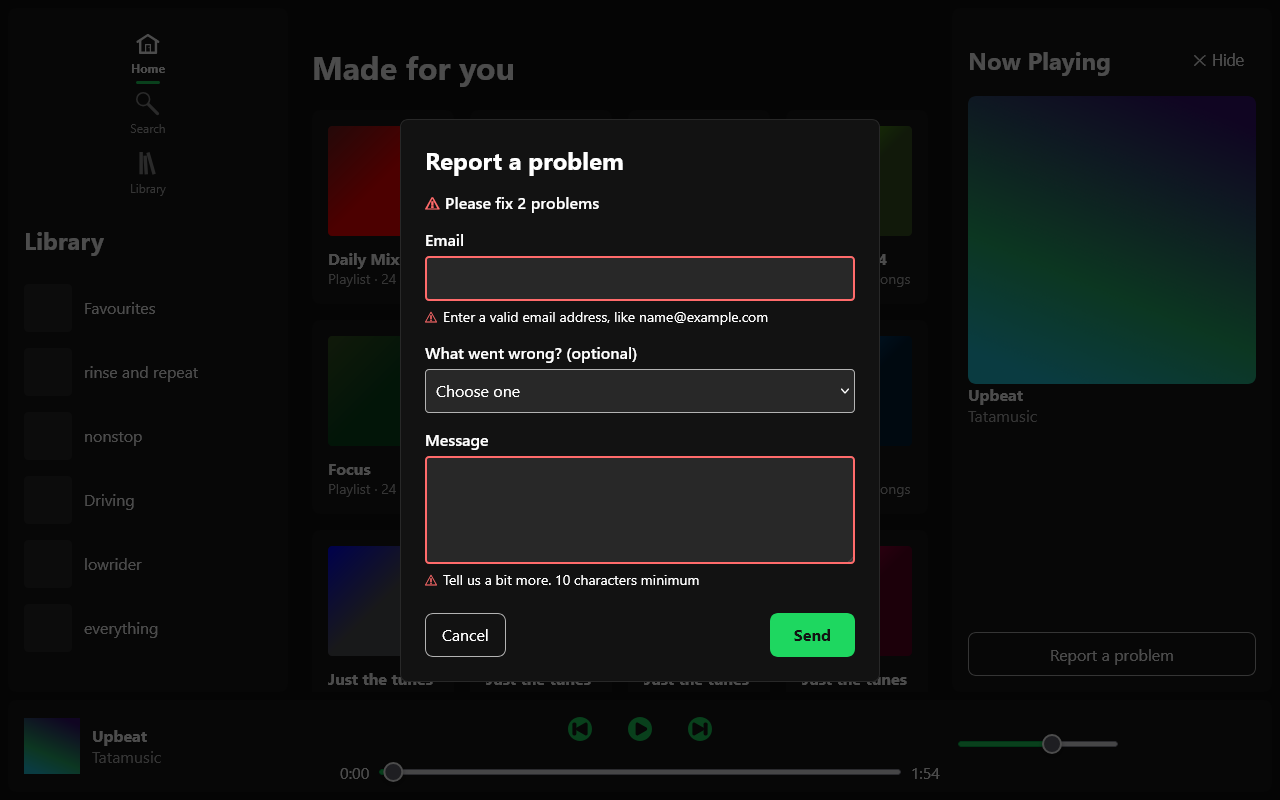 Home
Search
Library
Library
Favourites
rinse and repeat
nonstop
Driving
lowrider
everything
Made for you
Daily Mix
Playlist · 24
4
ongs
Focus
Playlist · 24
ongs
Just the tunes
Just the tunes
Just the tunes
Just the tunes
Report a problem
Please fix 2 problems
Email
Enter a valid email address, like name@example.com
What went wrong? (optional)
Choose one
Message
Tell us a bit more. 10 characters minimum
Cancel
Send
Now Playing
Hide
Upbeat
Tatamusic
Report a problem
Upbeat
Tatamusic
0:00
1:54